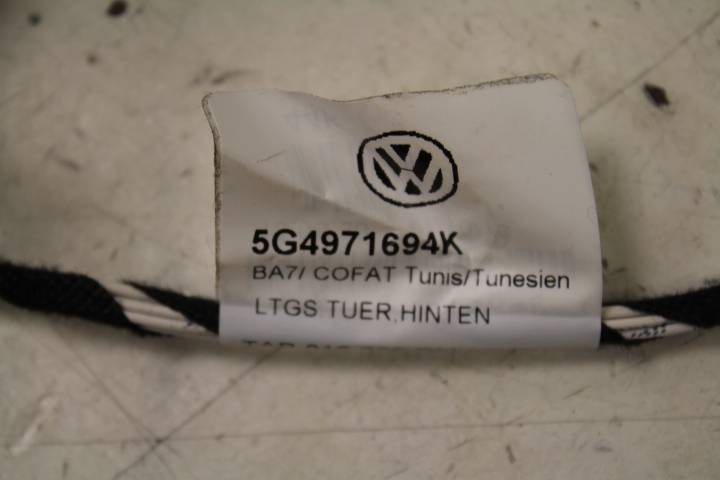 5G4971694K
BA7/ COFAT Tunis/Tunesien
LTGS TUER,HINTEN